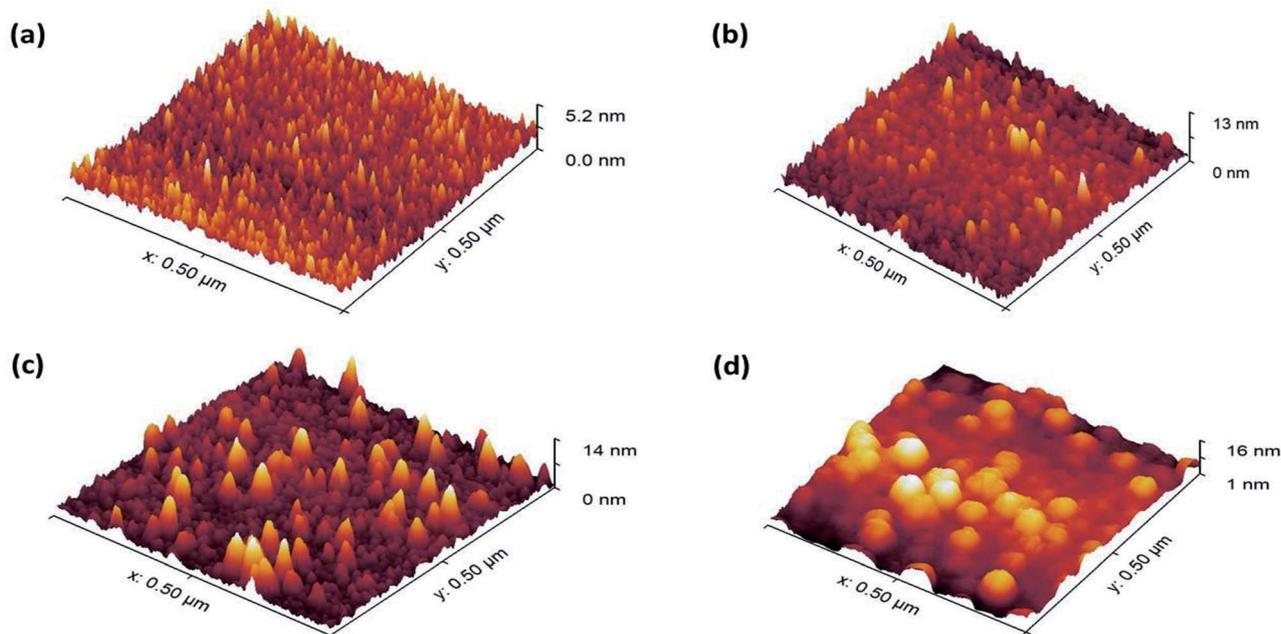 (a)
5.2 nm
0.0 nm
x: 0.50 µm
y: 0.50 µm
(b)
13 nm
0 nm
x: 0.50 µm
y: 0.50 µm
(c)
14 nm
0 nm
x: 0.50 µm
y: 0.50 µm
(d)
16 nm
1 nm
x: 0.50 µm
y: 0.50 µm